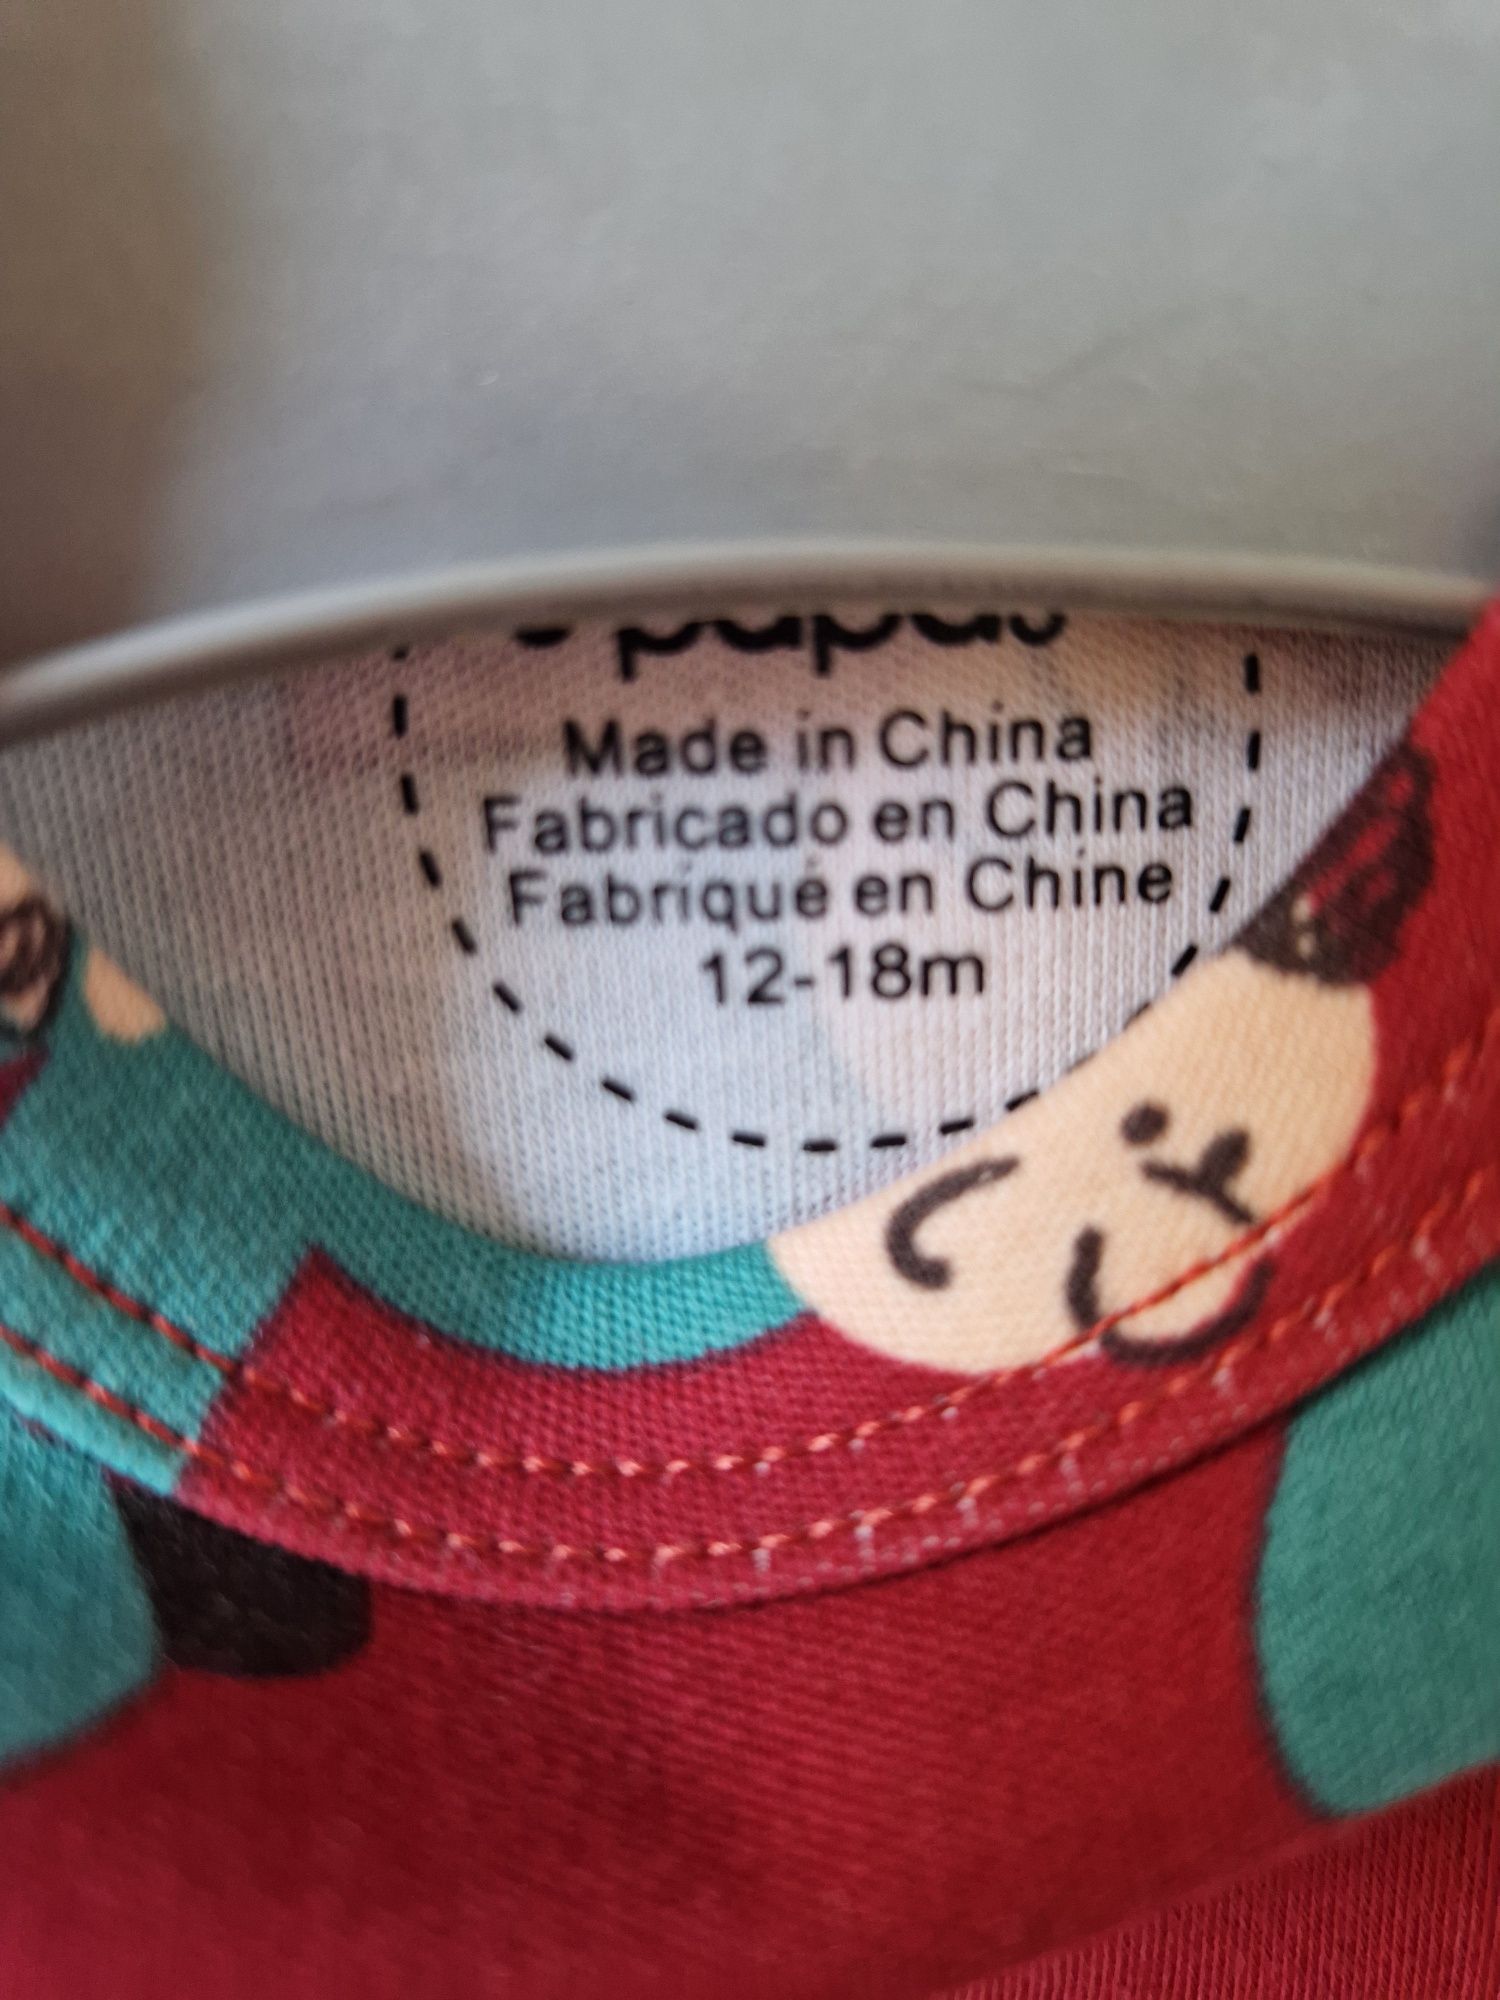 Made in China
Fabricado en China
Fabriqué en Chine
12-18m